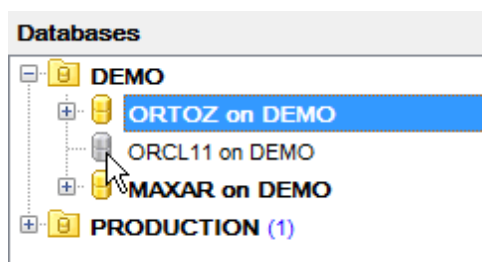 Databases
DEMO
ORTOZ on DEMO
ORCL11 on DEMO
MAXAR on DEMO
PRODUCTION (1)